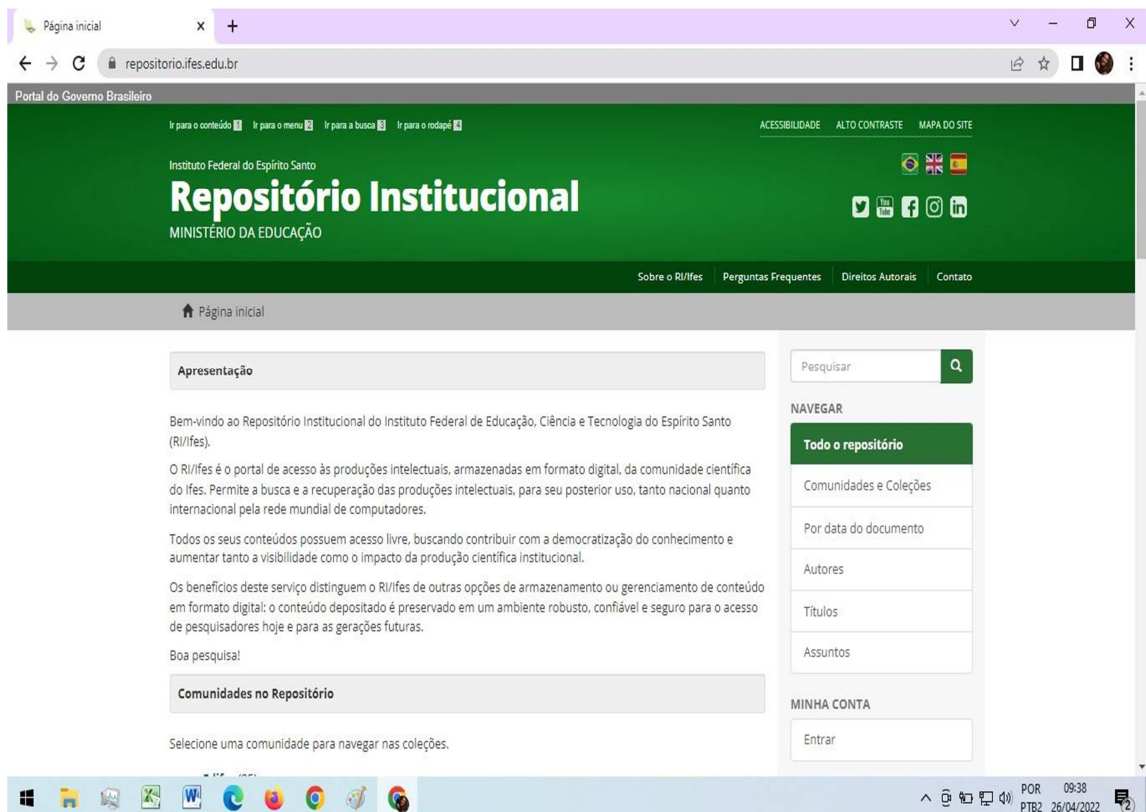 Página inicial
repositorio.ifes.edu.br
Portal do Governo Brasileiro
Ir para o conteúdo 1 Ir para o menu 2 Ir para a busca 3 Ir para o rodapé 4
ACESSIBILIDADE ALTO CONTRASTE MAPA DO SITE
Instituto Federal do Espírito Santo
Repositório Institucional
MINISTÉRIO DA EDUCAÇÃO
Sobre o RI/Ifes Perguntas Frequentes Direitos Autorais Contato
Página inicial
Apresentação
Bem-vindo ao Repositório Institucional do Instituto Federal de Educação, Ciência e Tecnologia do Espírito Santo
(RI/Ifes).
O RI/Ifes é o portal de acesso às produções intelectuais, armazenadas em formato digital, da comunidade científica
do Ifes. Permite a busca e a recuperação das produções intelectuais, para seu posterior uso, tanto nacional quanto
internacional pela rede mundial de computadores.
Todos os seus conteúdos possuem acesso livre, buscando contribuir com a democratização do conhecimento e
aumentar tanto a visibilidade como o impacto da produção científica institucional.
Os benefícios deste serviço distinguem o RI/Ifes de outras opções de armazenamento ou gerenciamento de conteúdo
em formato digital: o conteúdo depositado é preservado em um ambiente robusto, confiável e seguro para o acesso
de pesquisadores hoje e para as gerações futuras.
Boa pesquisa!
Comunidades no Repositório
Selecione uma comunidade para navegar nas coleções.
Pesquisar
NAVEGAR
Todo o repositório
Comunidades e Coleções
Por data do documento
Autores
Títulos
Assuntos
MINHA CONTA
Entrar
POR 09:38
PTB2 26/04/2022